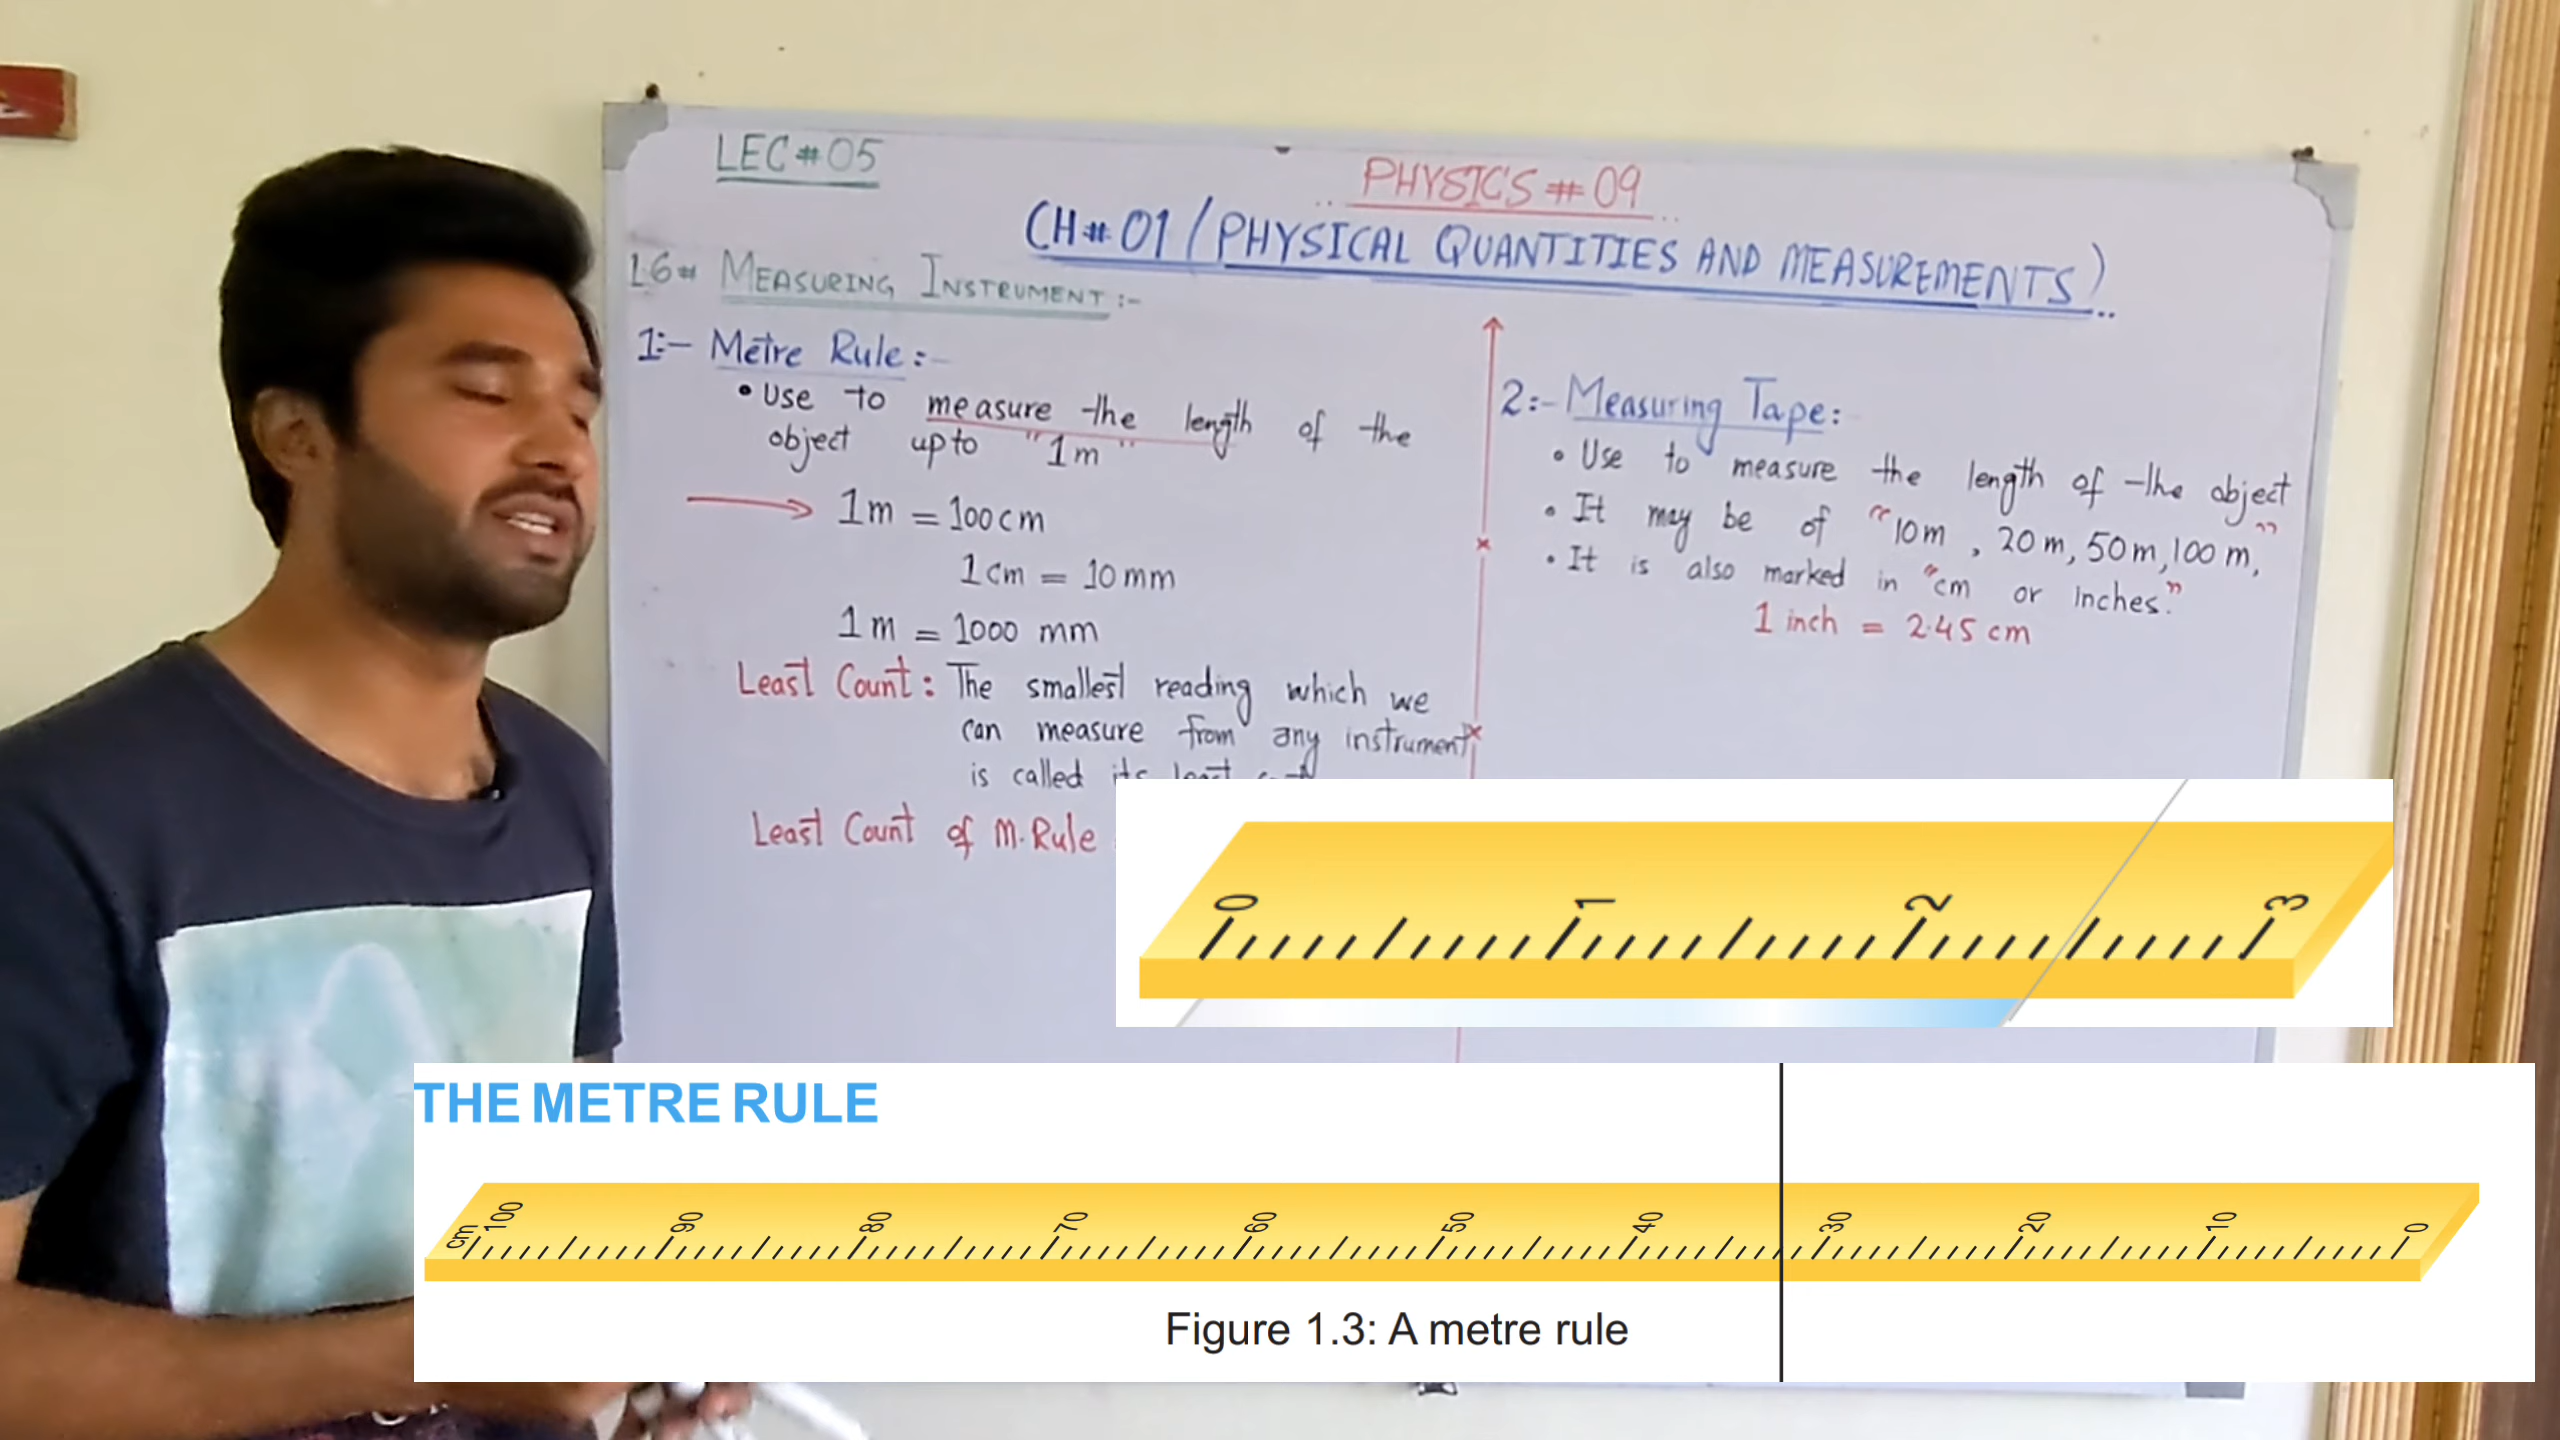 LEC # 05
PHYSICS # 09
CH # 01 / (PHYSICAL QUANTITIES AND MEASUREMENTS)
1.6 # MEASURING INSTRUMENT :-
1:- Metre Rule :-
• Use to measure the length of the
object upto "1m"
1m = 100cm
1cm = 10mm
1m = 1000 mm
Least Count : The smallest reading which we
can measure from any instrument
is called its least
Least Count of M. Rule
2:- Measuring Tape :
• Use to measure the length of the object
• It may be of "10m, 20m, 50m, 100m,"
• It is also marked in "cm or inches."
1 inch = 2.45 cm
0 1 2 3
THE METRE RULE
cm 100 90 80 70 60 50 40 30 20 10 0
Figure 1.3: A metre rule